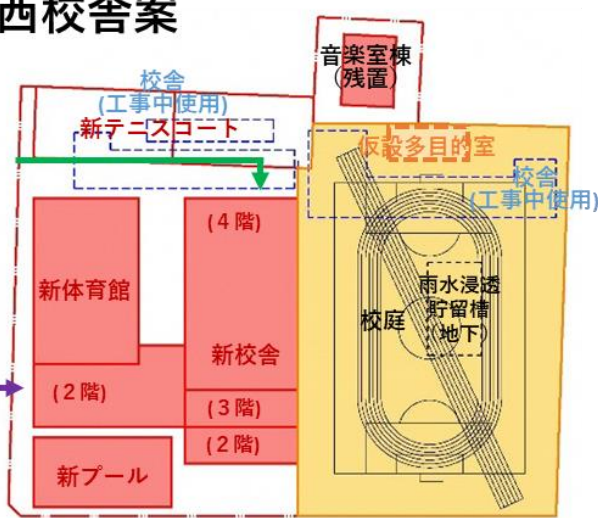 西校舎案
音楽室棟
(残置)
校舎
(工事中使用)
新テニスコート
仮設多目的室
校舎
(工事中使用)
(4階)
新体育館
雨水浸透
貯留槽
(地下)
校庭
新校舎
(2階)
(3階)
(2階)
新プール